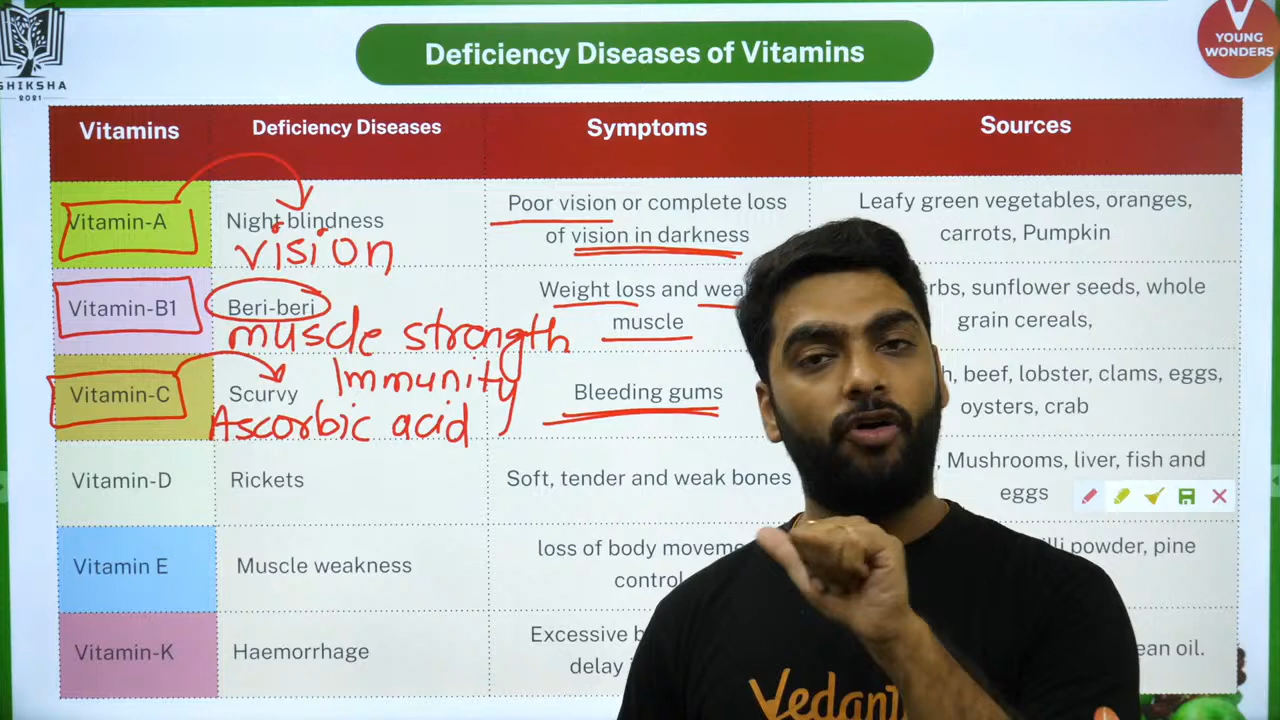 SHIKSHA
2021
Deficiency Diseases of Vitamins
YOUNG
WONDERS
Vitamins
Deficiency Diseases
Symptoms
Sources
Vitamin-A
Night blindness
vision
Poor vision or complete loss
of vision in darkness
Leafy green vegetables, oranges,
carrots, Pumpkin
Vitamin-B1
Beri-beri
muscle strength
Weight loss and
muscle
sunflower seeds, whole
grain cereals,
Vitamin-C
Scurvy
Immunity
Ascorbic acid
Bleeding gums
beef, lobster, clams, eggs,
oysters, crab
Vitamin-D
Rickets
Soft, tender and weak bones
Mushrooms, liver, fish and
eggs
Vitamin E
Muscle weakness
loss of body
control
powder, pine
Vitamin-K
Haemorrhage
Excessive
delay
oil.